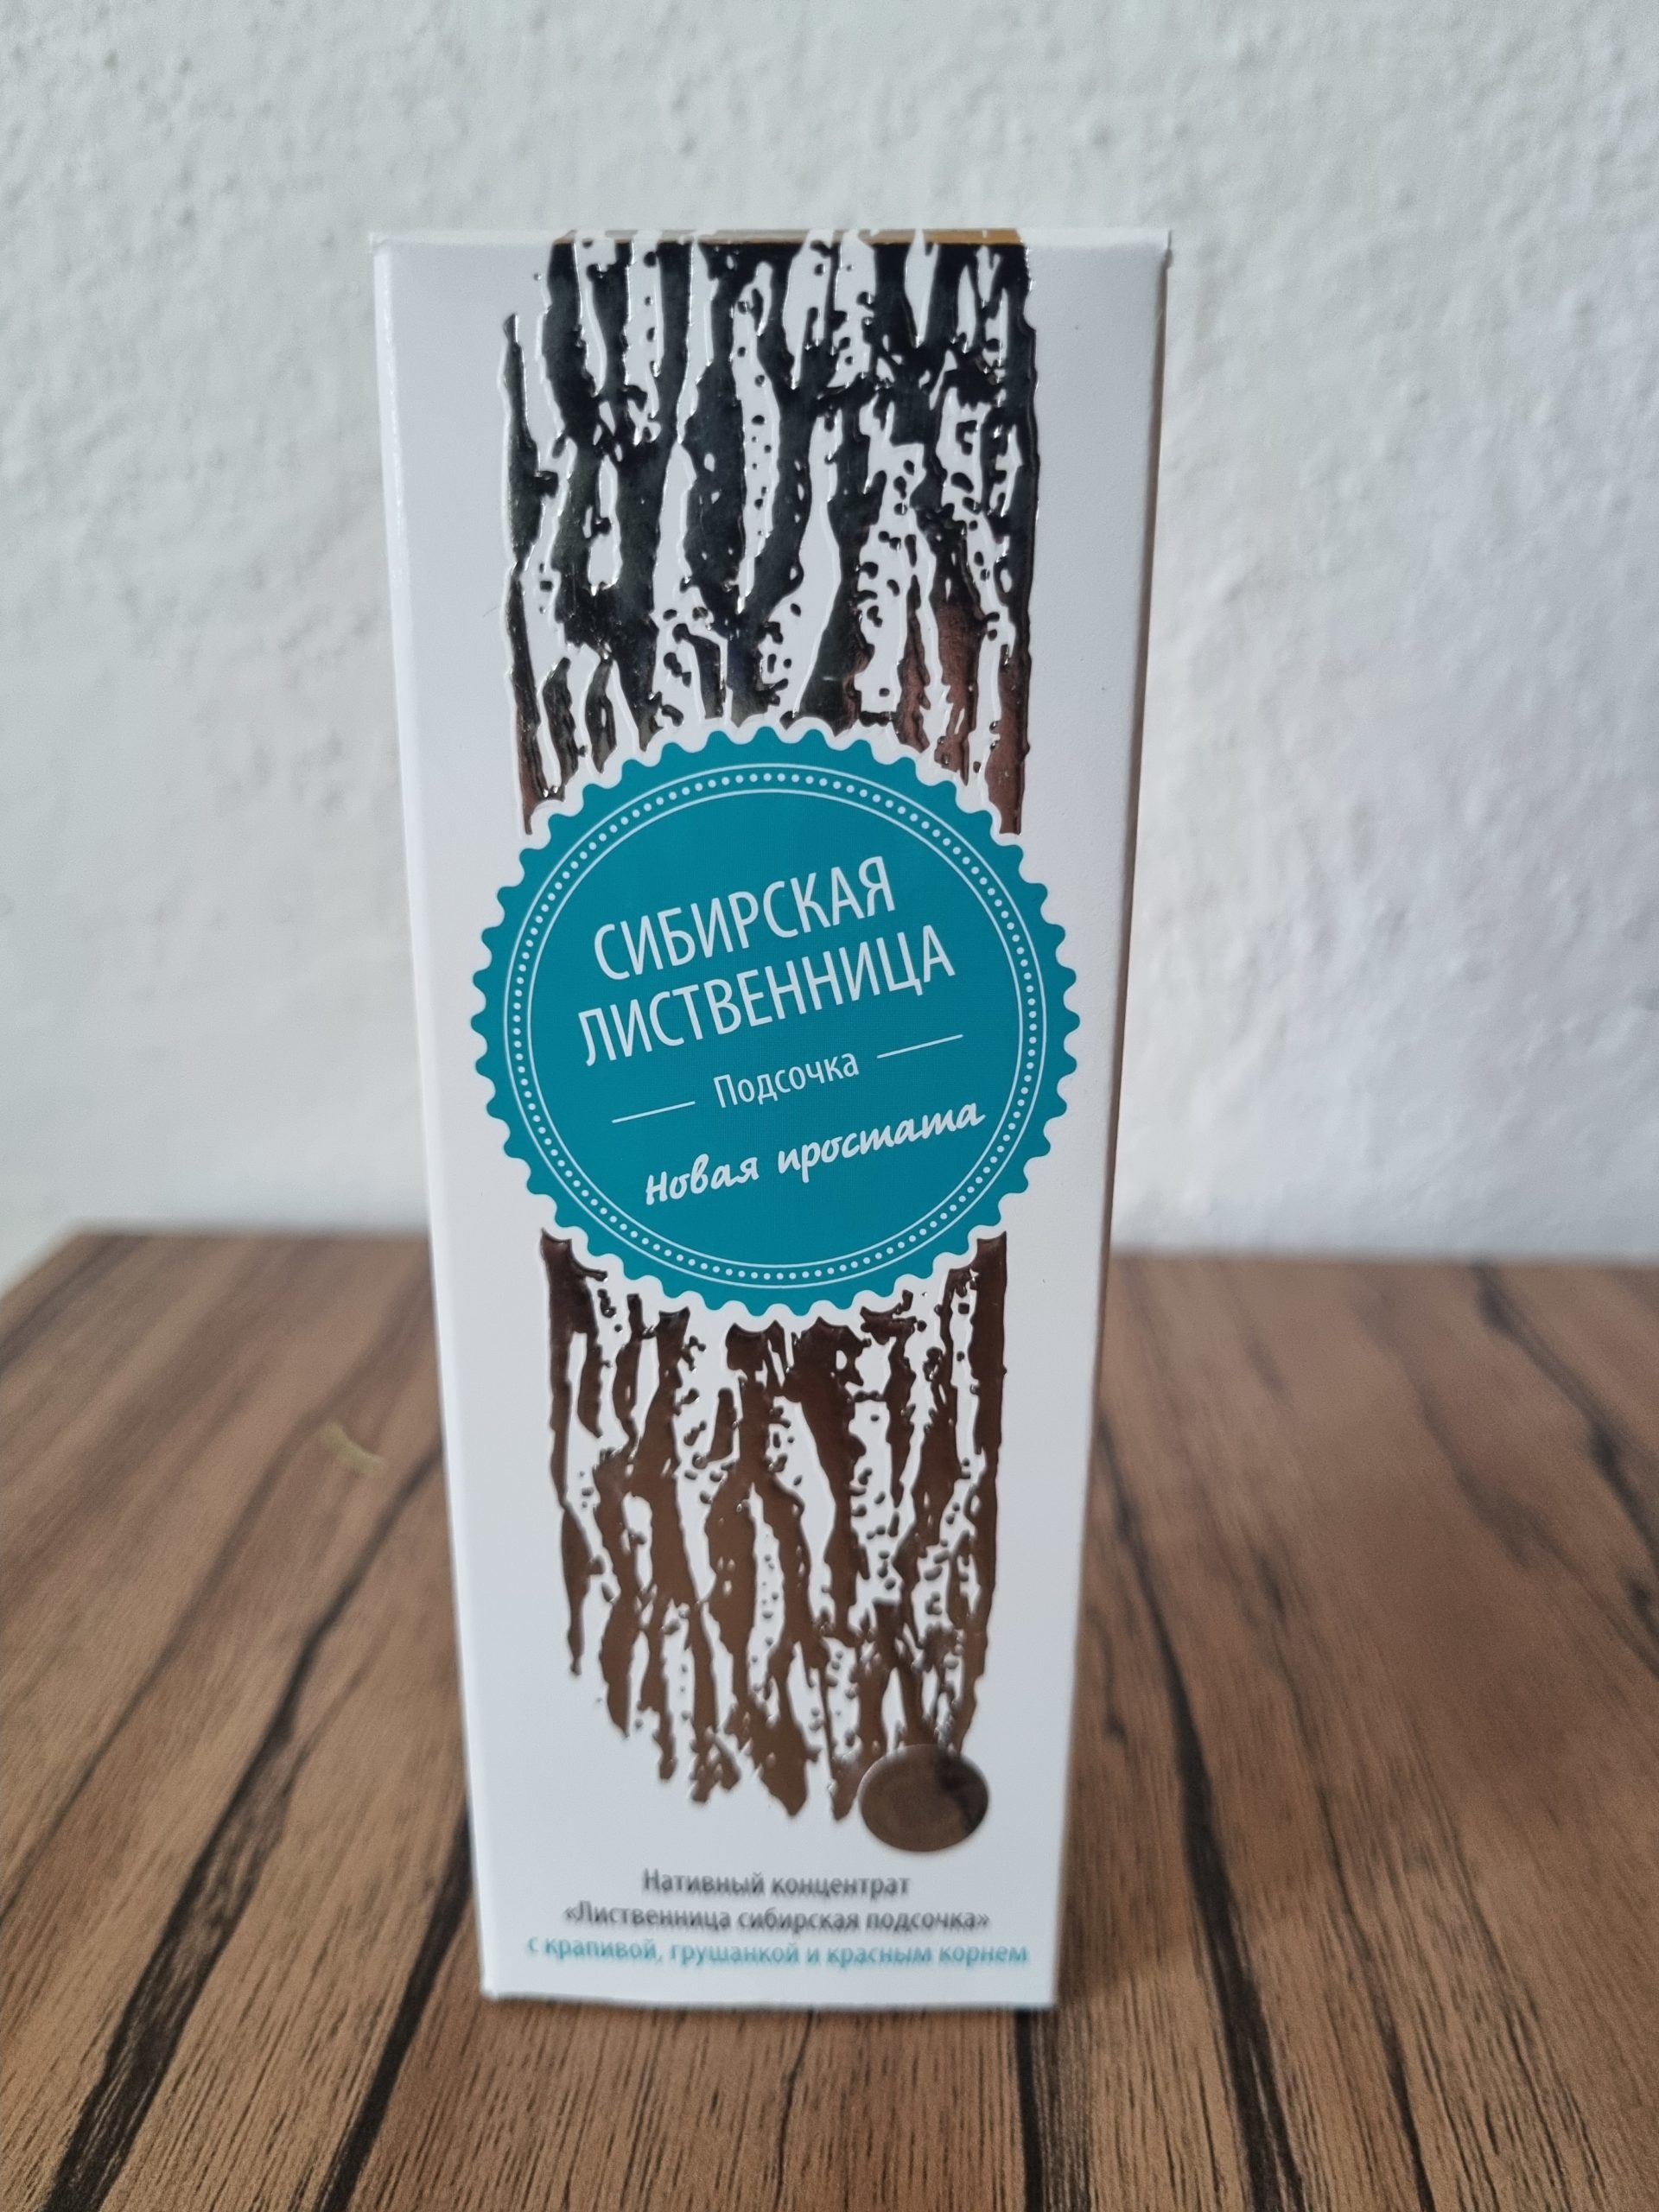 СИБИРСКАЯ
ЛИСТВЕННИЦА
Подсочка
Новая простата
Нативный концентрат
«Лиственница сибирская подсочка»
с крапивой, грушанкой и красным корнем